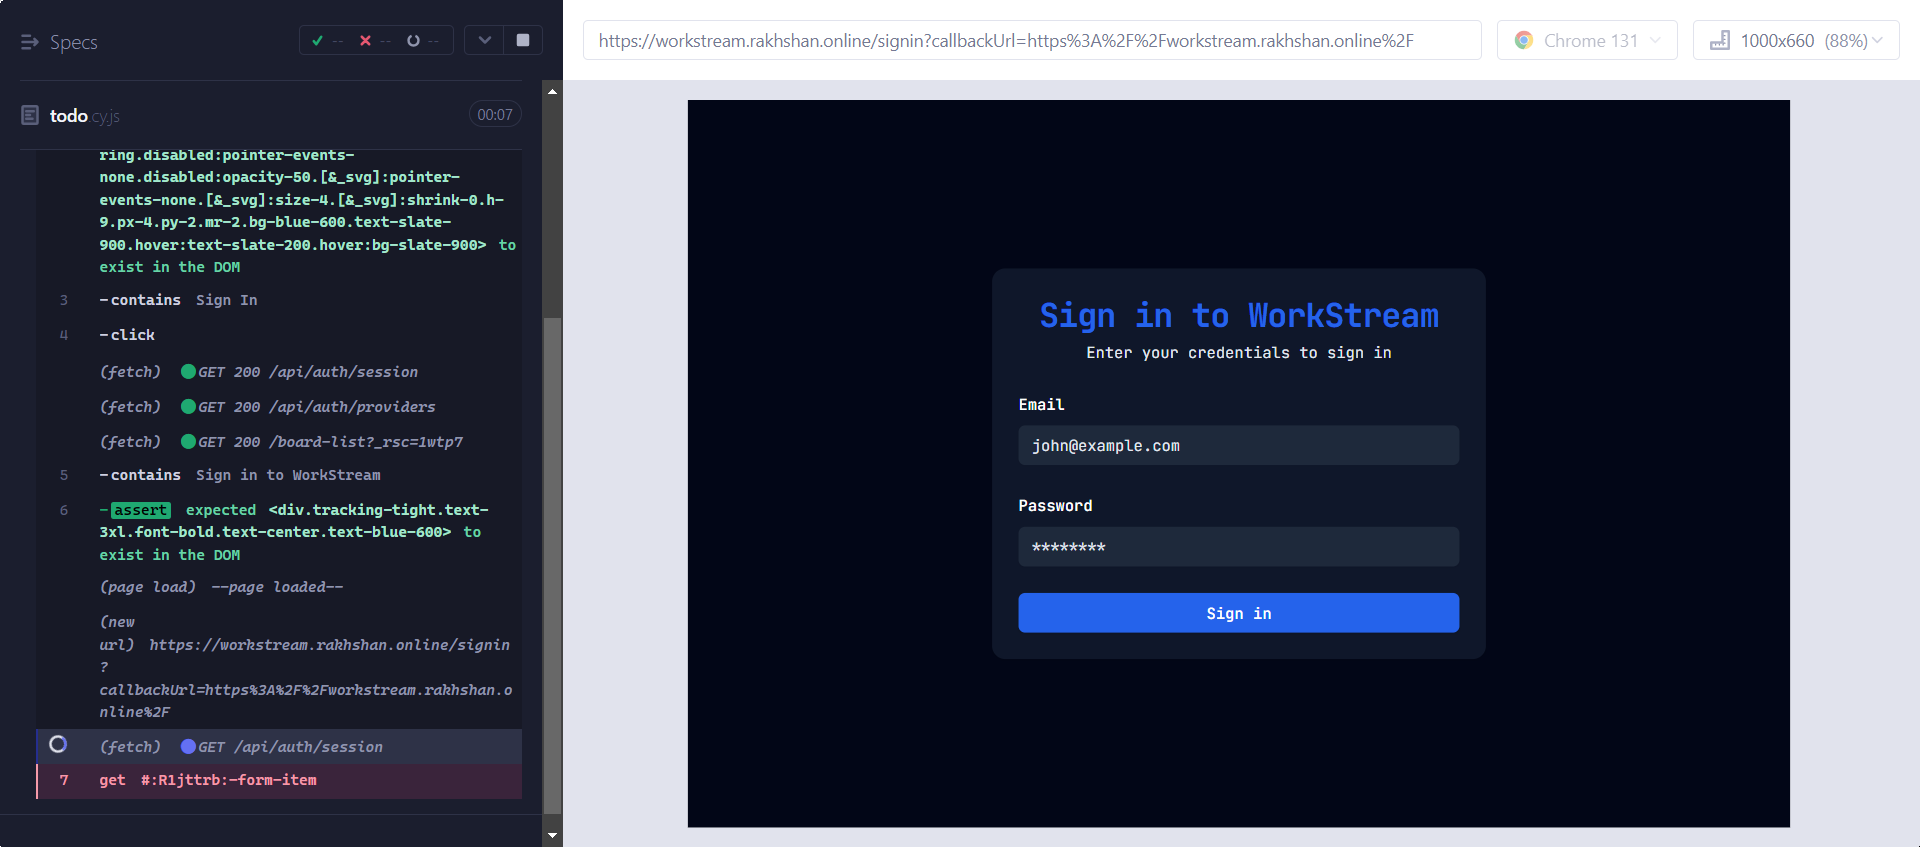 Specs
-- -- --
todo.cy.js
00:07
ring.disabled:pointer-events-
none.disabled:opacity-50.[&_svg]:pointer-
events-none.[&_svg]:size-4.[&_svg]:shrink-0.h-
9.px-4.py-2.mr-2.bg-blue-600.text-slate-
900.hover:text-slate-200.hover:bg-slate-900> to
exist in the DOM
3 -contains Sign In
4 -click
(fetch) GET 200 /api/auth/session
(fetch) GET 200 /api/auth/providers
(fetch) GET 200 /board-list?_rsc=1wtp7
5 -contains Sign in to WorkStream
6 -assert expected <div.tracking-tight.text-
3xl.font-bold.text-center.text-blue-600> to
exist in the DOM
(page load) --page loaded--
(new
url) https://workstream.rakhshan.online/signin
?
callbackUrl=https%3A%2F%2Fworkstream.rakhshan.o
nline%2F
(fetch) GET /api/auth/session
7 get #:R1jttrb:-form-item
https://workstream.rakhshan.online/signin?callbackUrl=https%3A%2F%2Fworkstream.rakhshan.online%2F
Chrome 131
1000x660 (88%)
Sign in to WorkStream
Enter your credentials to sign in
Email
john@example.com
Password
********
Sign in